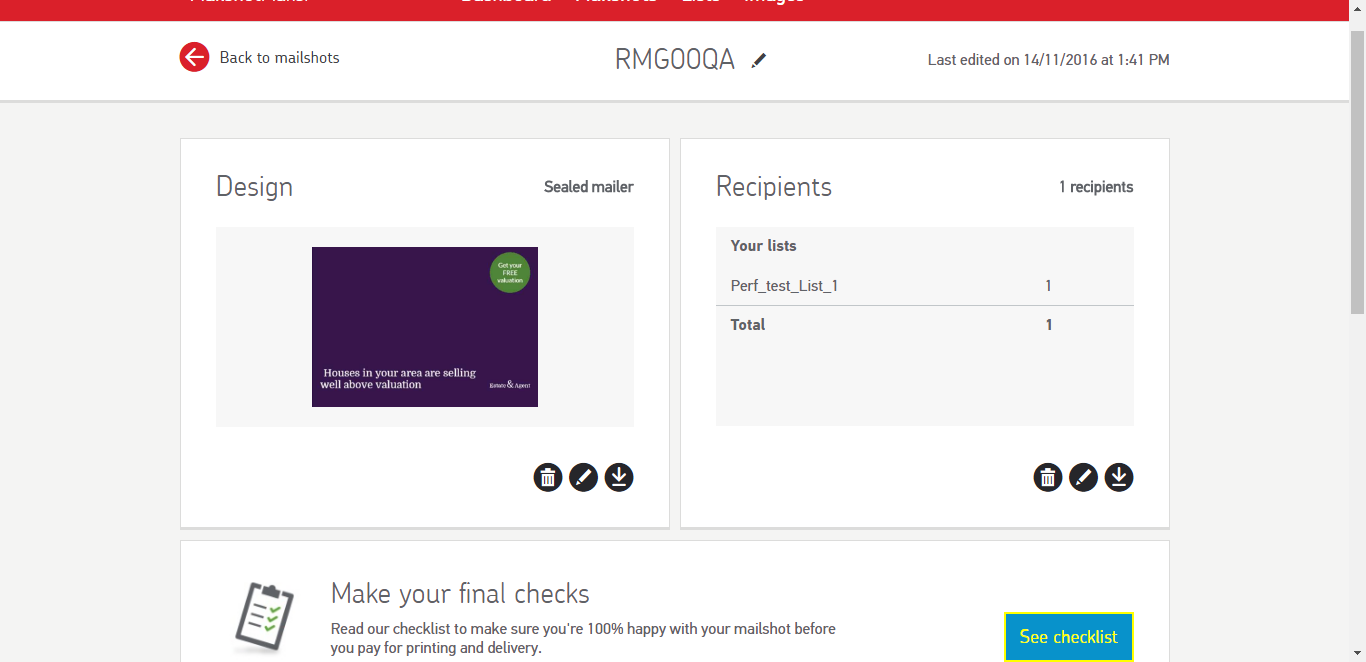 Back to mailshots
RMG00QA
Last edited on 14/11/2016 at 1:41 PM
Design
Sealed mailer
Get your
FREE
valuation
Houses in your area are selling
well above valuation
Estate & Agent
Recipients
1 recipients
Your lists
Perf_test_List_1 1
Total 1
Make your final checks
Read our checklist to make sure you're 100% happy with your mailshot before
you pay for printing and delivery.
See checklist